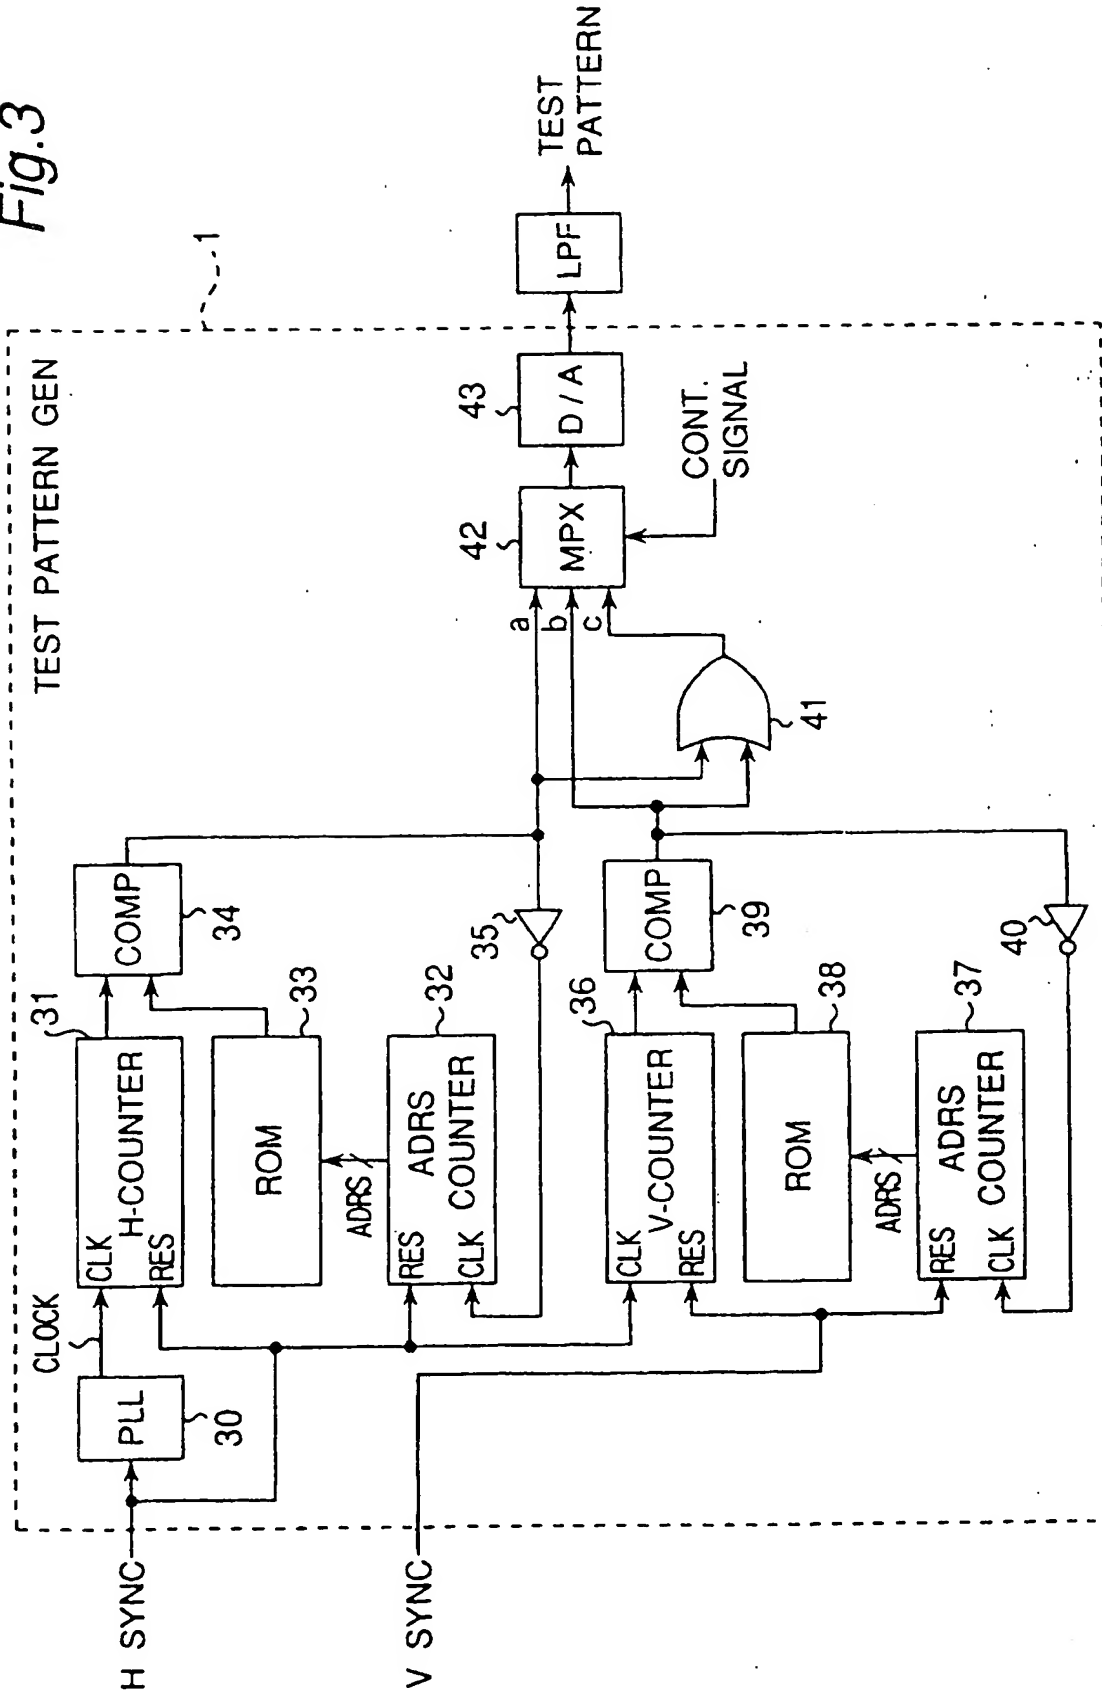 Fig.3
1
TEST PATTERN GEN
H SYNC
V SYNC
PLL
30
CLOCK
CLK
H-COUNTER
RES
31
ROM
33
ADRS
RES
ADRS
COUNTER
CLK
32
COMP
34
35
CLK
V-COUNTER
RES
36
ROM
38
ADRS
RES
ADRS
COUNTER
CLK
37
COMP
39
40
41
a
b
c
MPX
42
CONT.
SIGNAL
D/A
43
LPF
TEST
PATTERN